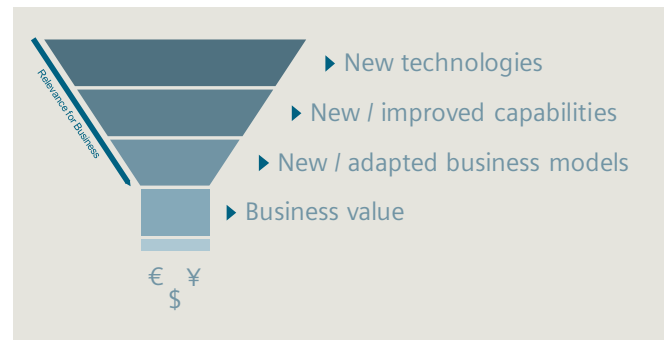 New technologies
Relevance for Business
New / improved capabilities
New / adapted business models
Business value
€ ¥
$